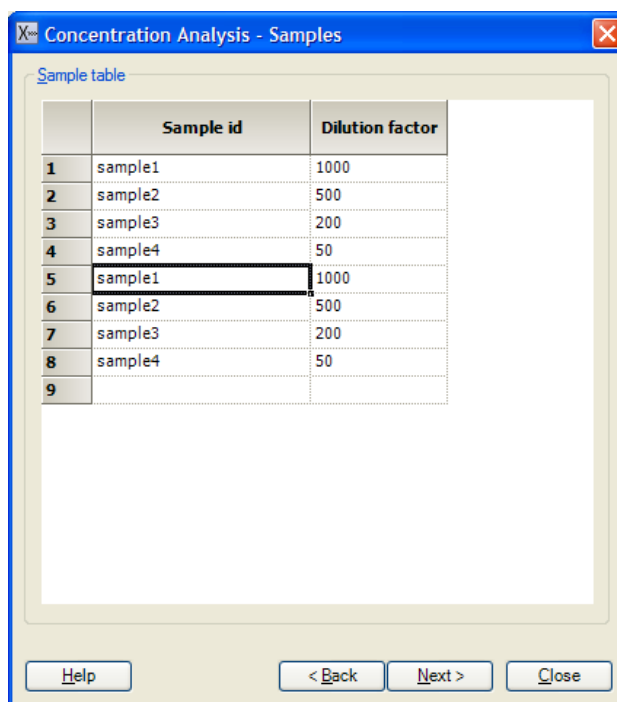 Concentration Analysis - Samples
Sample table
Sample id Dilution factor
1 sample1 1000
2 sample2 500
3 sample3 200
4 sample4 50
5 sample1 1000
6 sample2 500
7 sample3 200
8 sample4 50
9
Help < Back Next > Close